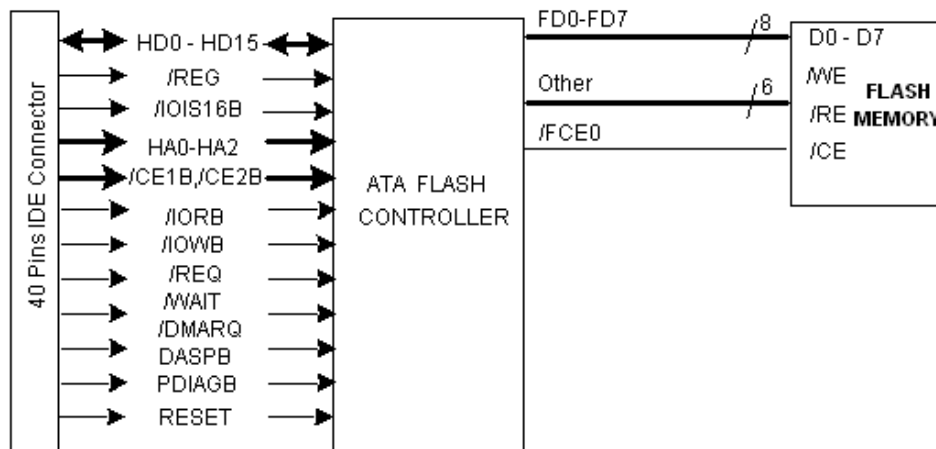 40 Pins IDE Connector
HD0 - HD15
/REG
/IOIS16B
HA0-HA2
/CE1B,/CE2B
/IORB
/IOWB
/REQ
/WAIT
/DMARQ
DASPB
PDIAGB
RESET
ATA FLASH
CONTROLLER
FD0-FD7
8
Other
6
/FCE0
D0 - D7
/WE
/RE
/CE
FLASH
MEMORY